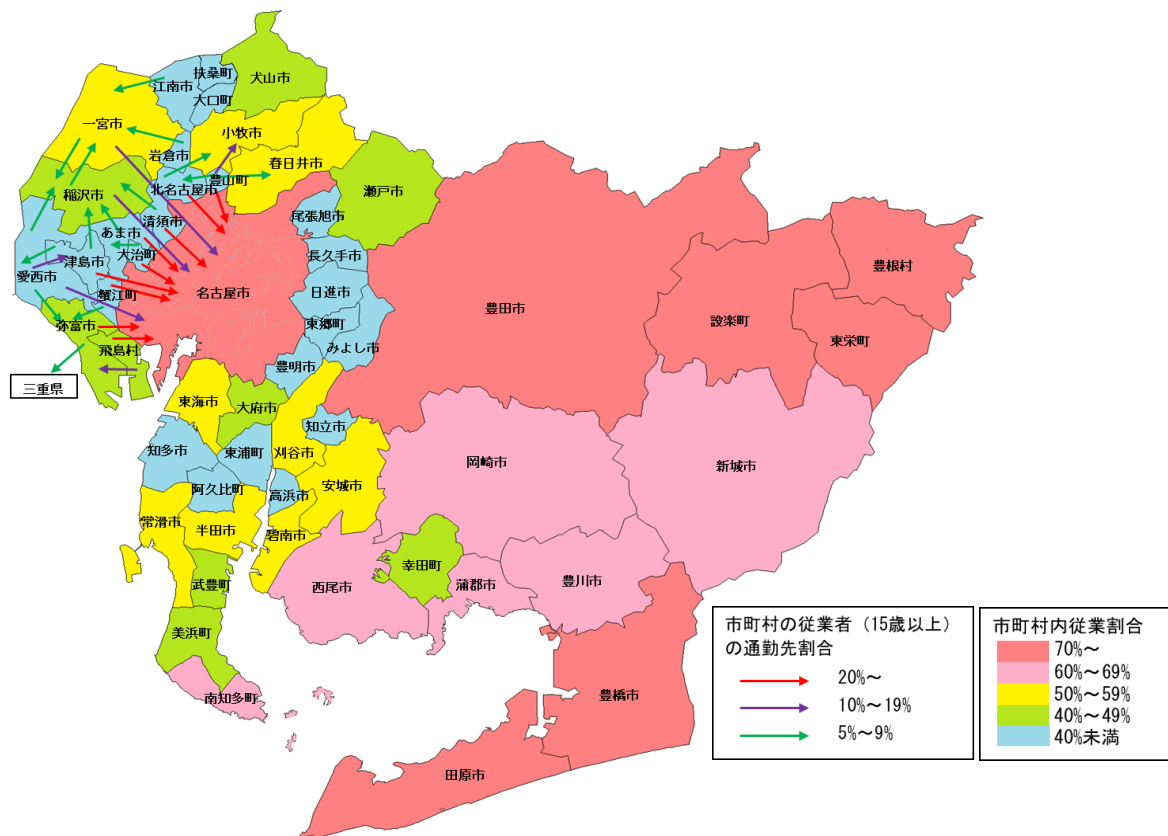 扶桑町
犬山市
江南市
大口町
一宮市
小牧市
岩倉市
春日井市
豊山町
北名古屋市
稲沢市
瀬戸市
尾張旭市
清須市
あま市
大治町
長久手市
津島市
愛西市
豊根村
名古屋市
日進市
蟹江町
豊田市
設楽町
弥富市
東郷町
東栄町
飛島村
みよし市
豊明市
三重県
東海市
大府市
知立市
知多市
東浦町
刈谷市
岡崎市
新城市
安城市
阿久比町
高浜市
常滑市
半田市
碧南市
幸田町
豊川市
武豊町
西尾市
蒲郡市
美浜町
南知多町
豊橋市
田原市
市町村の従業者（15歳以上）
の通勤先割合
20%～
10%～19%
5%～9%
市町村内従業割合
70%～
60%～69%
50%～59%
40%～49%
40%未満